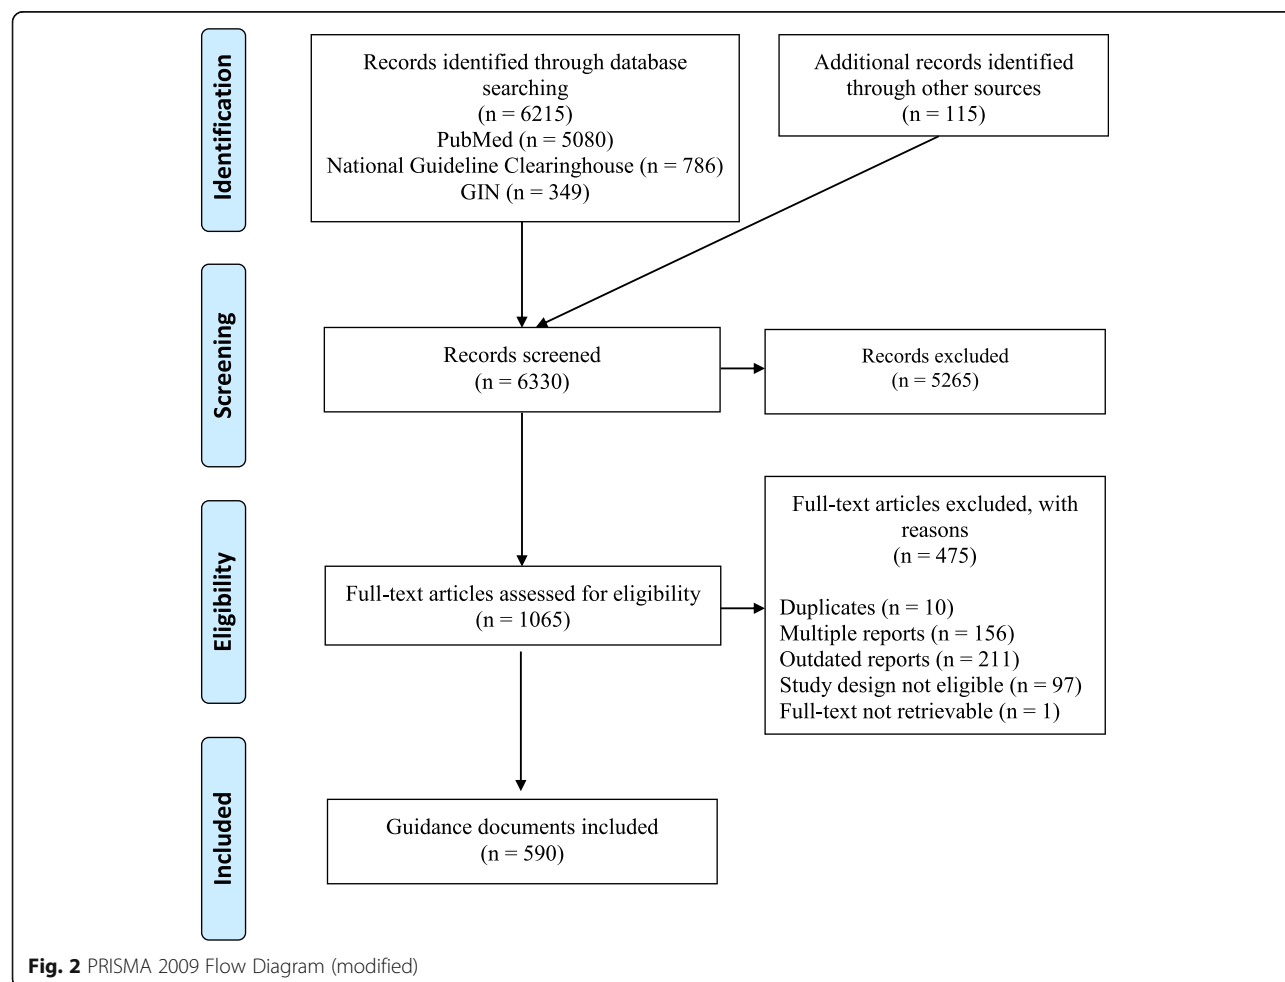 Identification
Records identified through database
searching
(n = 6215)
PubMed (n = 5080)
National Guideline Clearinghouse (n = 786)
GIN (n = 349)
Additional records identified
through other sources
(n = 115)
Screening
Records screened
(n = 6330)
Records excluded
(n = 5265)
Eligibility
Full-text articles assessed for eligibility
(n = 1065)
Full-text articles excluded, with
reasons
(n = 475)
Duplicates (n = 10)
Multiple reports (n = 156)
Outdated reports (n = 211)
Study design not eligible (n = 97)
Full-text not retrievable (n = 1)
Included
Guidance documents included
(n = 590)
Fig. 2 PRISMA 2009 Flow Diagram (modified)